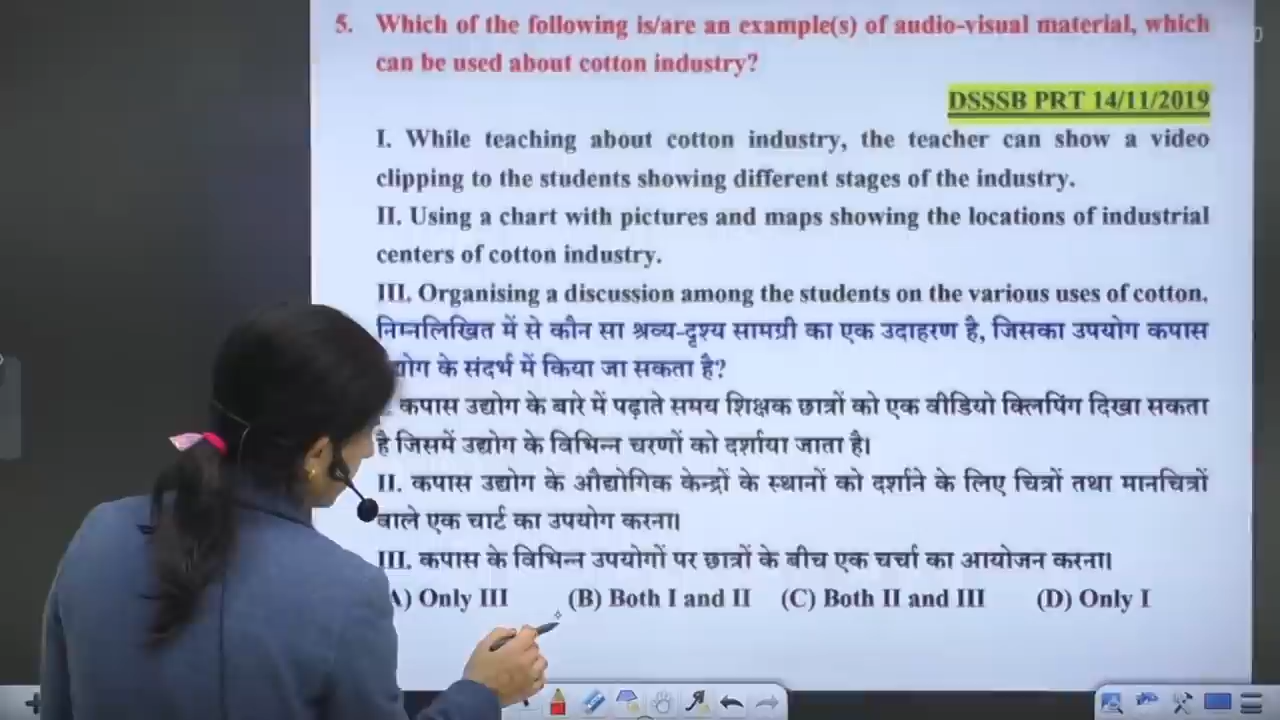 5. Which of the following is/are an example(s) of audio-visual material, which
can be used about cotton industry?
DSSSB PRT 14/11/2019
I. While teaching about cotton industry, the teacher can show a video
clipping to the students showing different stages of the industry.
II. Using a chart with pictures and maps showing the locations of industrial
centers of cotton industry.
III. Organising a discussion among the students on the various uses of cotton.
निम्नलिखित में से कौन सा श्रव्य-दृश्य सामग्री का एक उदाहरण है, जिसका उपयोग कपास
के संदर्भ में किया जा सकता है?
कपास उद्योग के बारे में पढ़ाते समय शिक्षक छात्रों को एक वीडियो क्लिपिंग दिखा सकता
है जिसमें उद्योग के विभिन्न चरणों को दर्शाया जाता है।
II. कपास उद्योग के औद्योगिक केन्द्रों के स्थानों को दर्शाने के लिए चित्रों तथा मानचित्रों
वाले एक चार्ट का उपयोग करना।
III. कपास के विभिन्न उपयोगों पर छात्रों के बीच एक चर्चा का आयोजन करना।
A) Only III (B) Both I and II (C) Both II and III (D) Only I